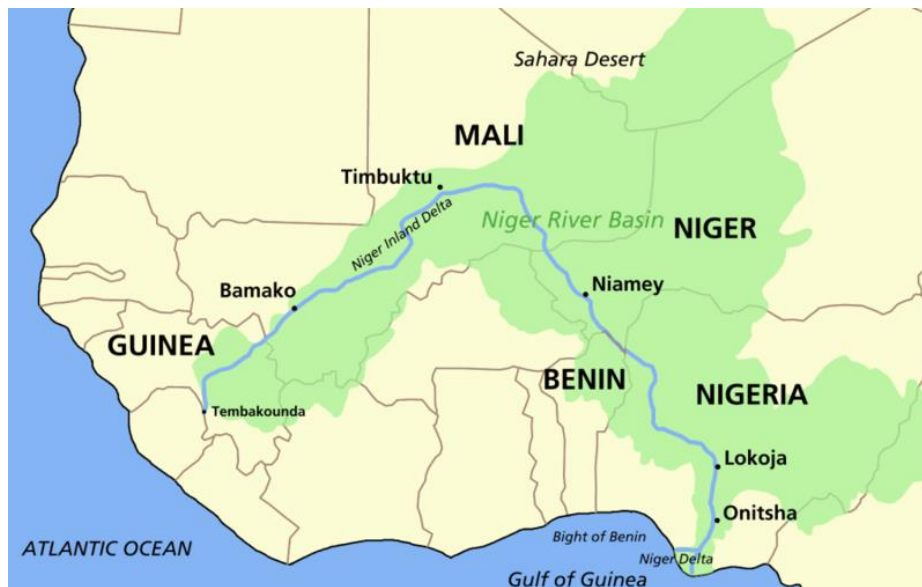 Sahara Desert
MALI
Timbuktu
Niger Inland Delta
Niger River Basin
NIGER
Bamako
Niamey
GUINEA
BENIN
NIGERIA
Tembakounda
Lokoja
Onitsha
ATLANTIC OCEAN
Bight of Benin
Niger Delta
Gulf of Guinea